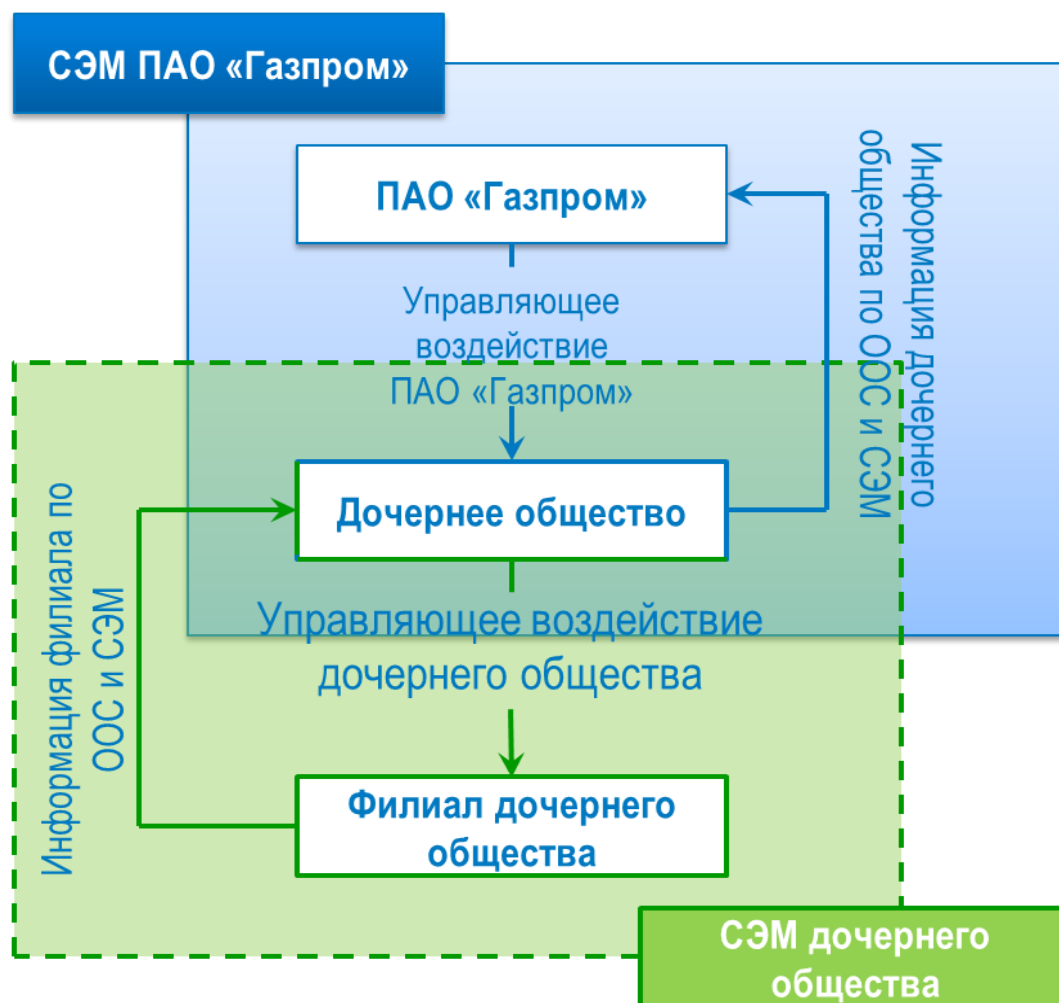 СЭМ ПАО «Газпром»
ПАО «Газпром»
Управляющее
воздействие
ПАО «Газпром»
Информация дочернего
общества по ООС и СЭМ
Дочернее общество
Управляющее воздействие
дочернего общества
Информация филиала по
ООС и СЭМ
Филиал дочернего
общества
СЭМ дочернего
общества